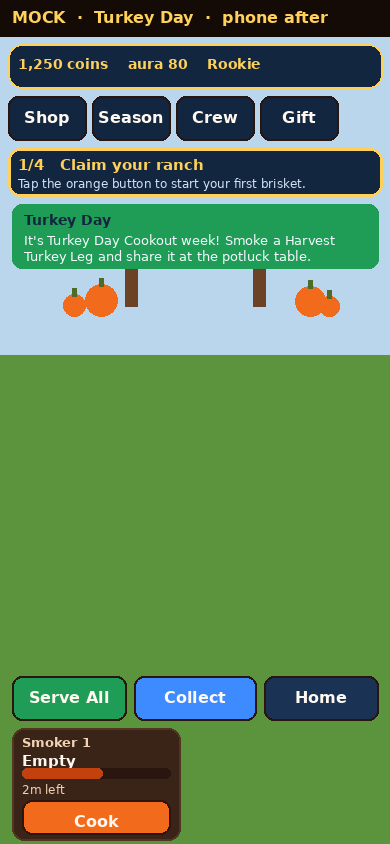 MOCK · Turkey Day · phone after
1,250 coins aura 80 Rookie
Shop Season Crew Gift
1/4 Claim your ranch
Tap the orange button to start your first brisket.
Turkey Day
It's Turkey Day Cookout week! Smoke a Harvest
Turkey Leg and share it at the potluck table.
Serve All Collect Home
Smoker 1
Empty
2m left
Cook